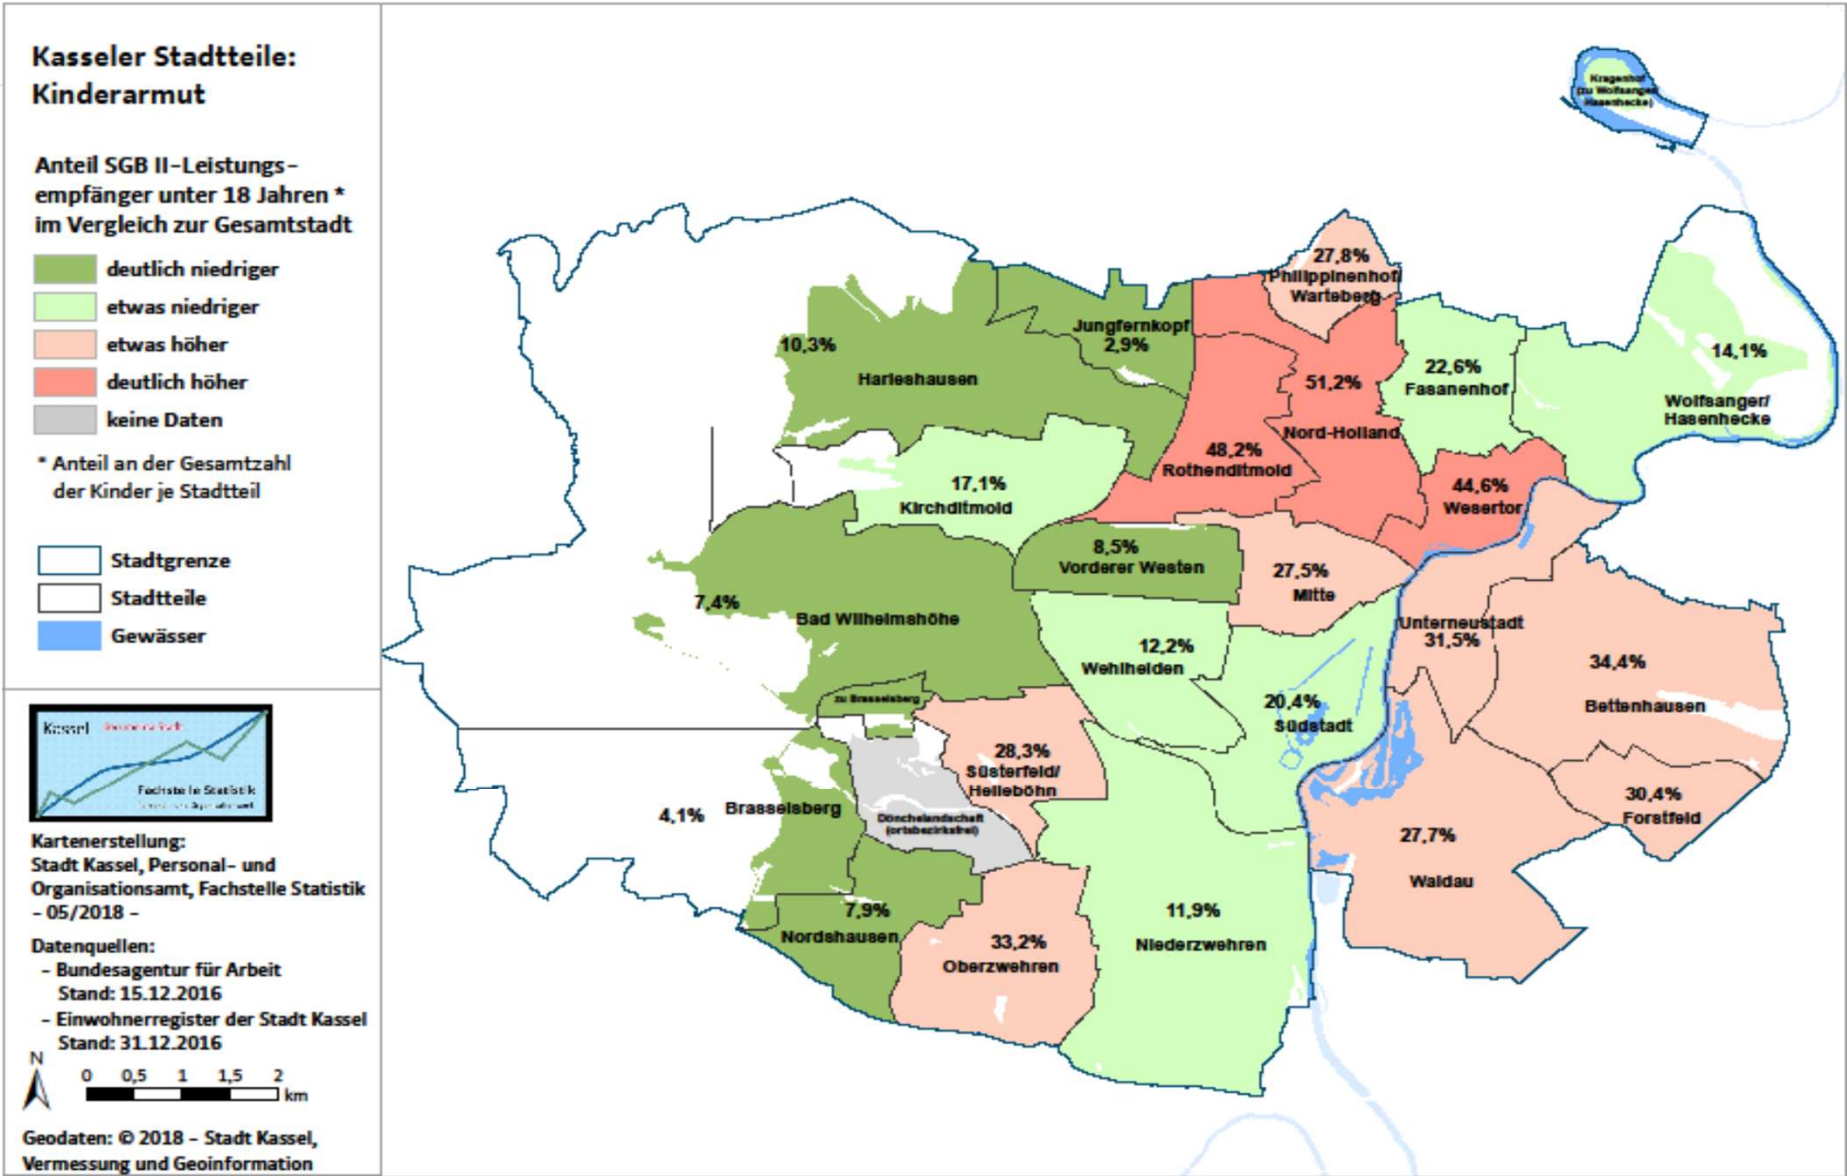 Kasseler Stadtteile:
Kinderarmut
Anteil SGB II-Leistungs-
empfänger unter 18 Jahren *
im Vergleich zur Gesamtstadt
deutlich niedriger
etwas niedriger
etwas höher
deutlich höher
keine Daten
* Anteil an der Gesamtzahl
der Kinder je Stadtteil
Stadtgrenze
Stadtteile
Gewässer
Kassel
Fachstelle Statistik
Kartenerstellung:
Stadt Kassel, Personal- und
Organisationsamt, Fachstelle Statistik
- 05/2018 -
Datenquellen:
- Bundesagentur für Arbeit
Stand: 15.12.2016
- Einwohnerregister der Stadt Kassel
Stand: 31.12.2016
N
0 0,5 1 1,5 2
km
Geodaten: © 2018 - Stadt Kassel,
Vermessung und Geoinformation
Kragenhof
(zu Wolfsanger/
Hasenhecke)
27,8%
Philippinenhof/
Warteberg
Jungfernkopf
2,9%
10,3%
Harleshausen
51,2%
Nord-Holland
22,6%
Fasanenhof
14,1%
Wolfsanger/
Hasenhecke
48,2%
Rothenditmold
17,1%
Kirchditmold
44,6%
Wesertor
8,5%
Vorderer Westen
27,5%
Mitte
7,4%
Bad Wilhelmshöhe
12,2%
Wehlheiden
Unterneustadt
31,5%
34,4%
Bettenhausen
zu Brasselsberg
20,4%
Südstadt
28,3%
Süsterfeld/
Helleböhn
4,1%
Brasselsberg
Dönchelandschaft
(ortsbezirksfrei)
30,4%
Forstfeld
27,7%
Waldau
7,9%
Nordshausen
33,2%
Oberzwehren
11,9%
Niederzwehren